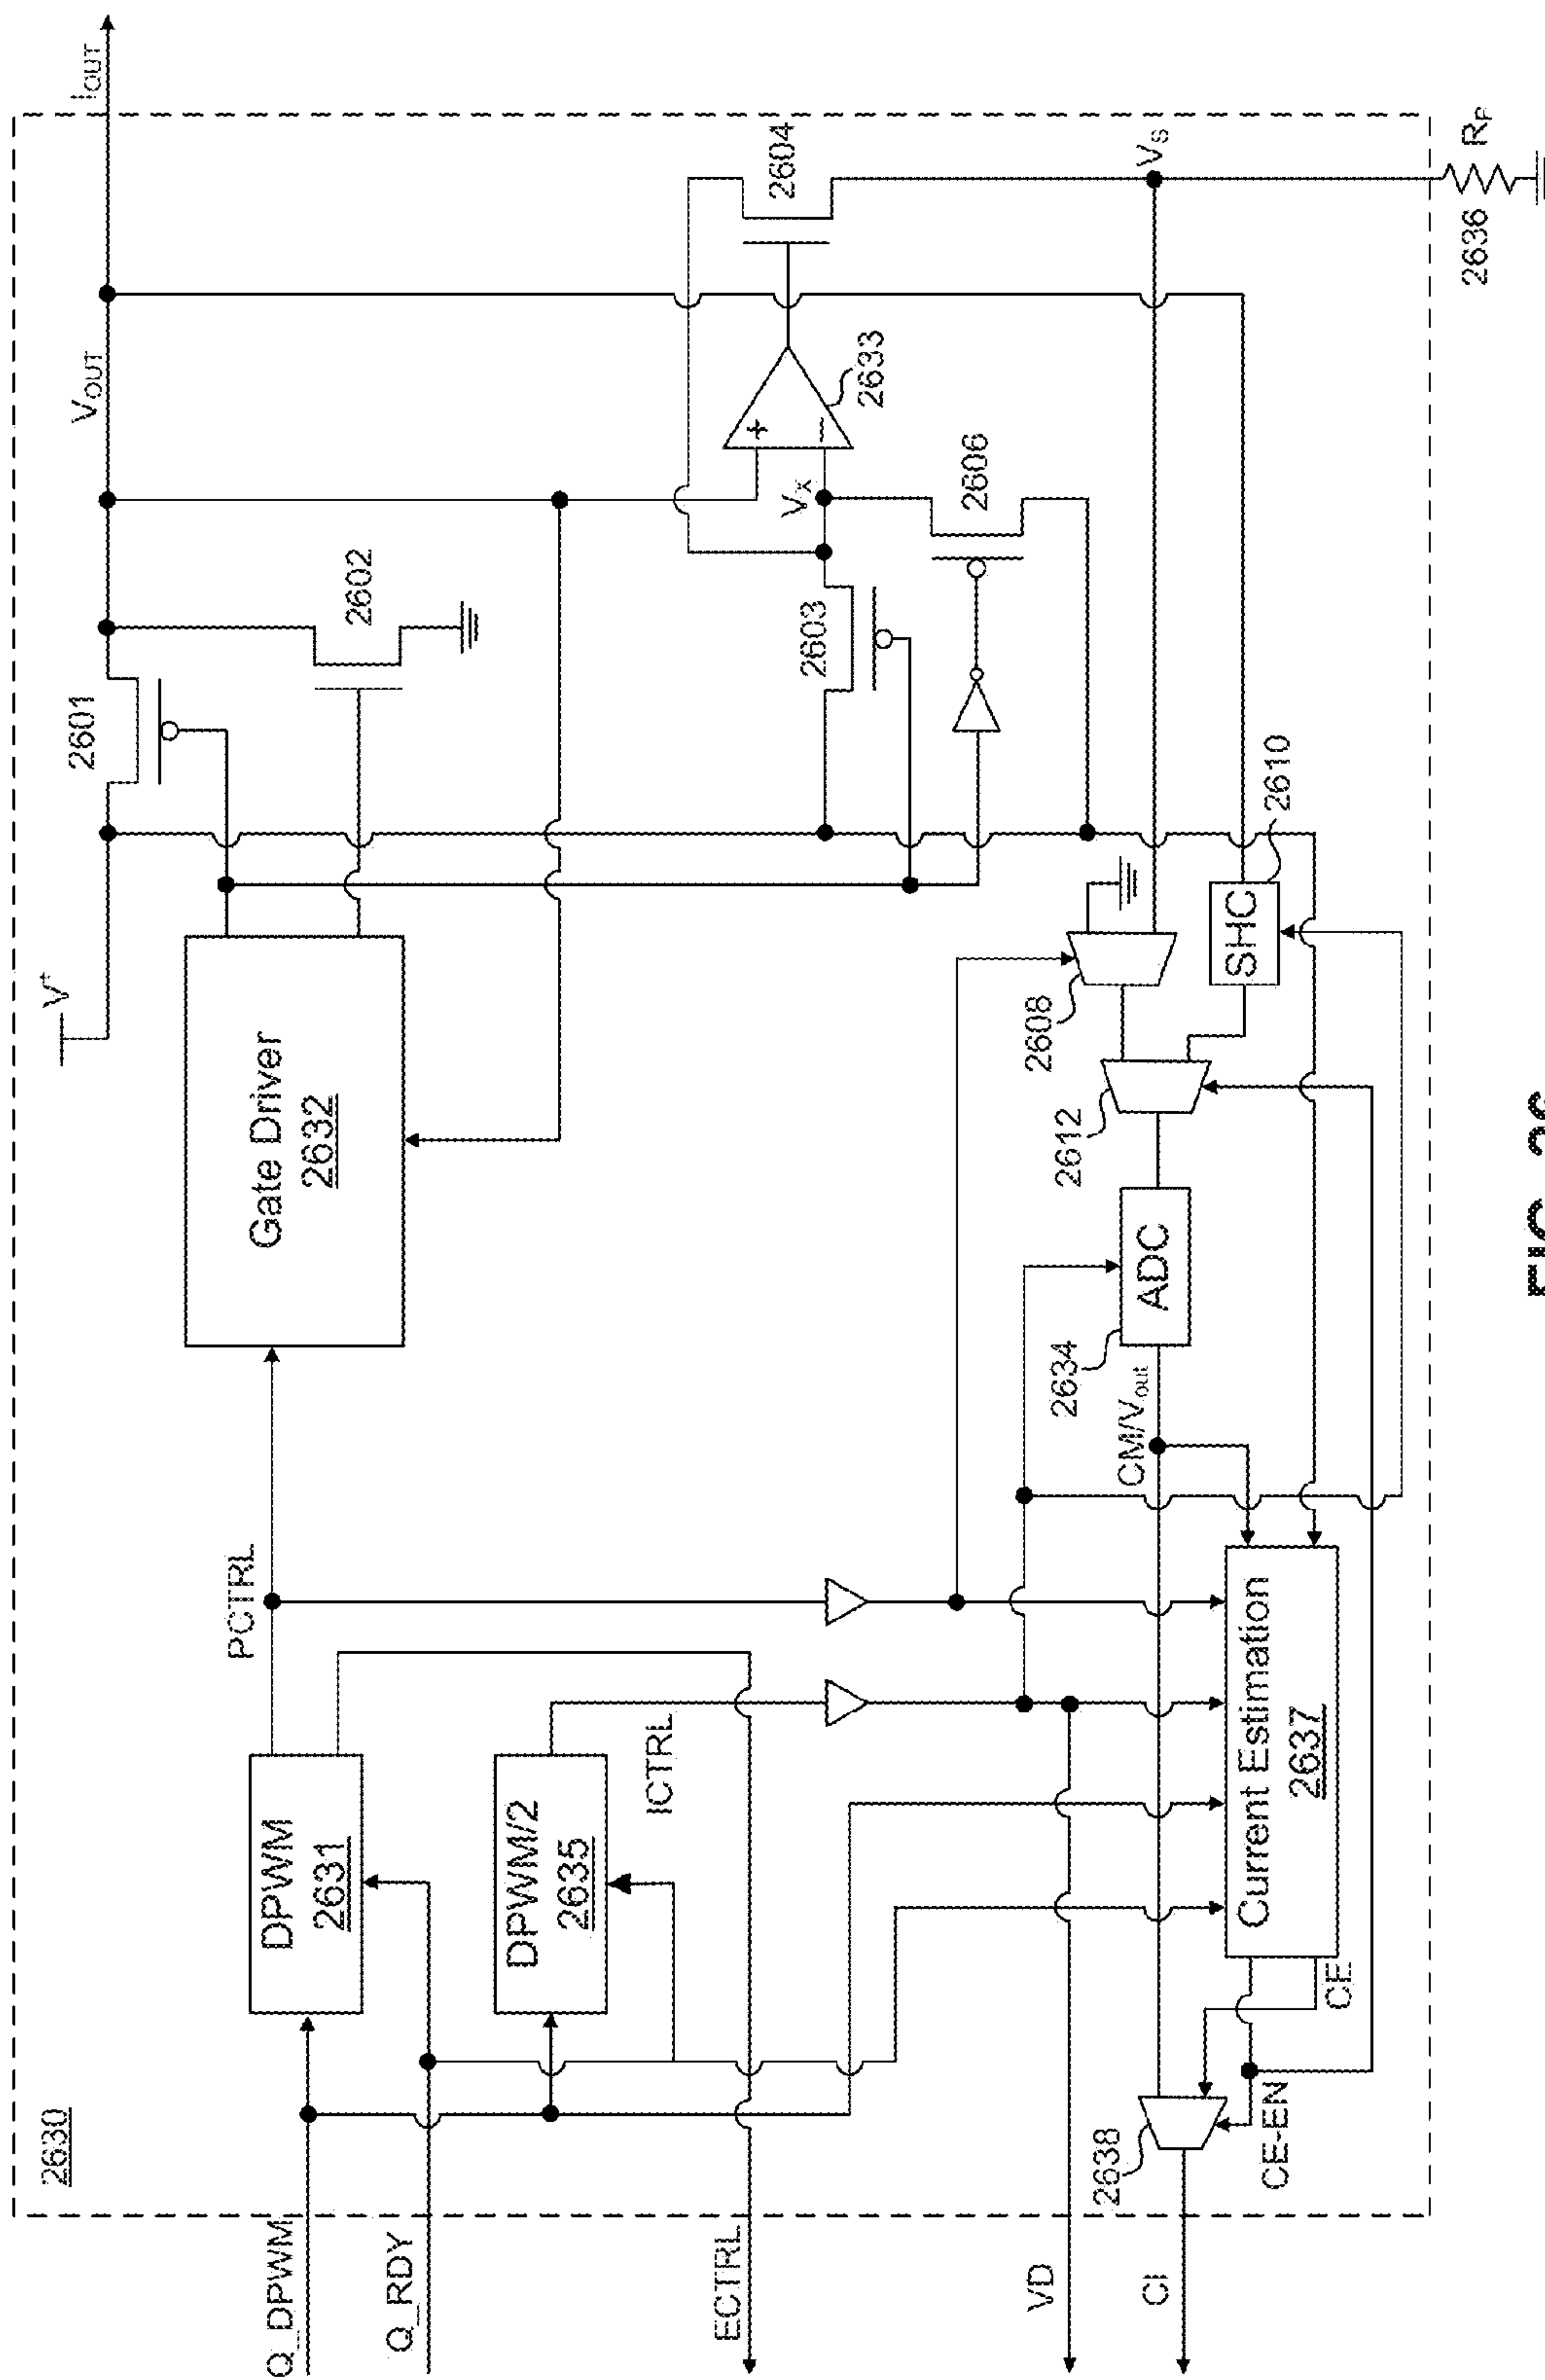 2630
Q_DPWM
Q_RDY
ECTRL
VD
CI
DPWM
2631
DPWM/2
2635
ICTRL
PCTRL
Gate Driver
2632
V+
2601
2602
VOUT
IOUT
2603
VX
2606
+
−
2633
2604
VS
RP
2636
2608
2610
SHC
2612
ADC
2634
CM/Vout
Current Estimation
2637
CE
CE-EN
2638